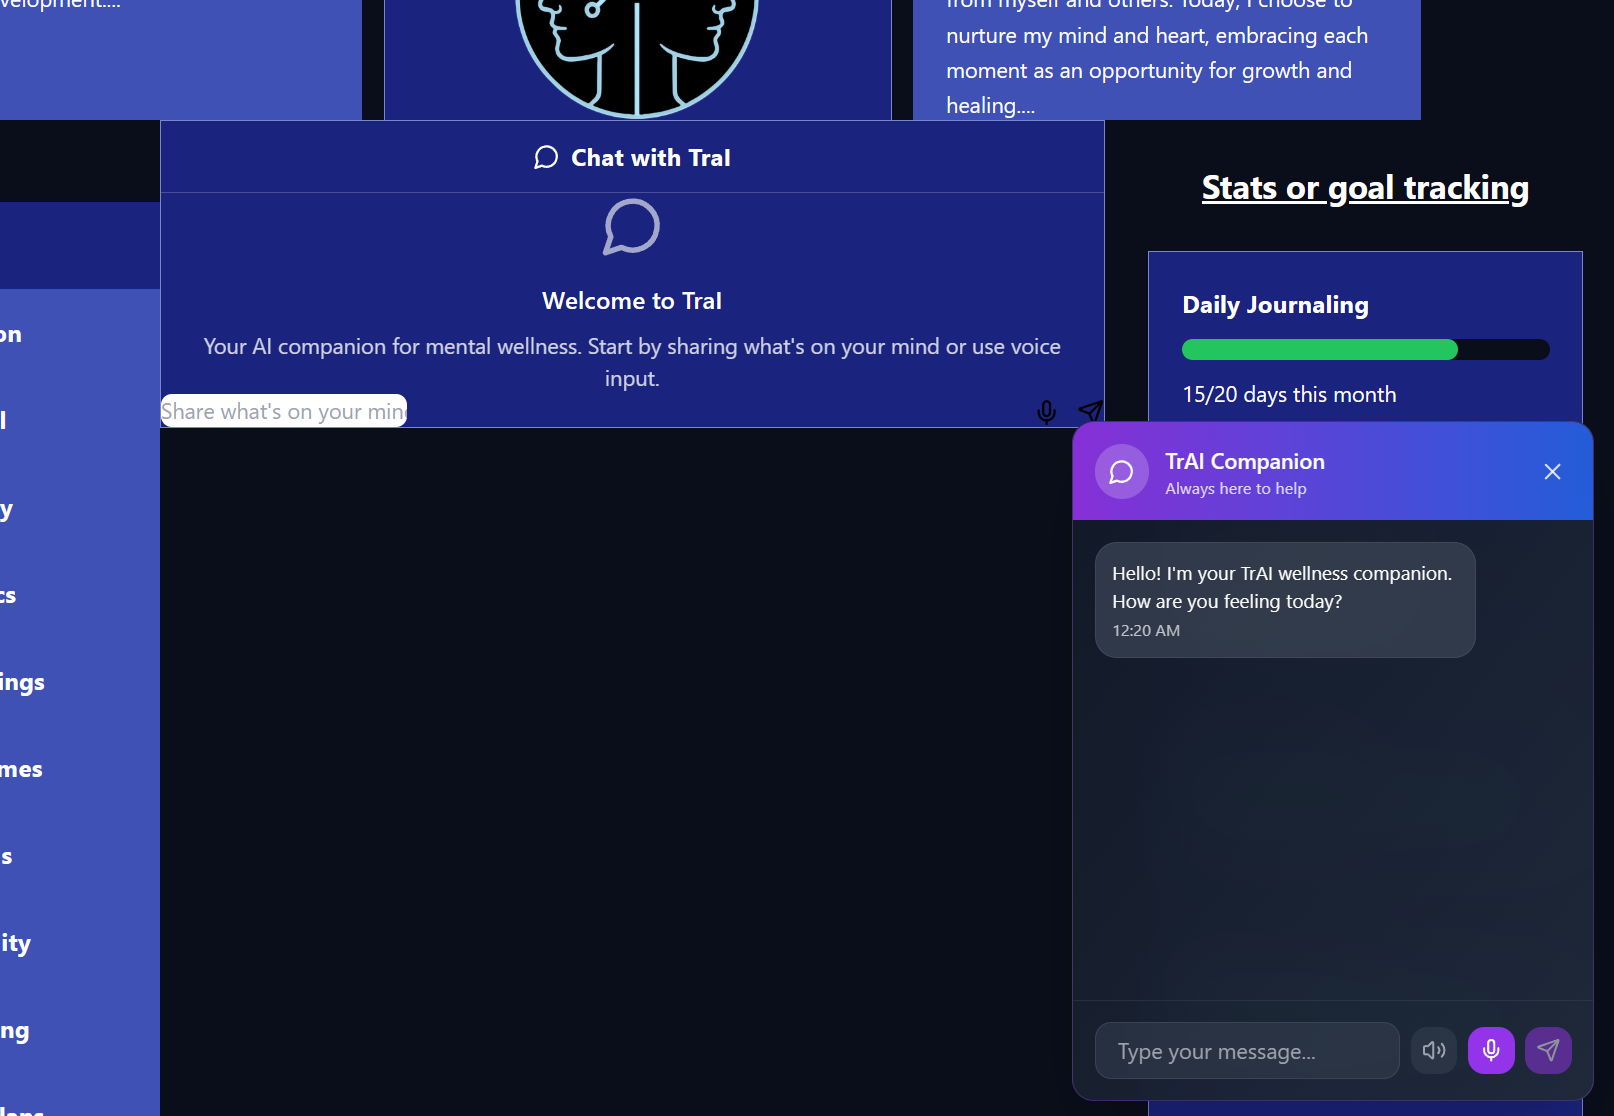 from myself and others. Today, I choose to
nurture my mind and heart, embracing each
moment as an opportunity for growth and
healing....
Chat with TraI
Welcome to TraI
Your AI companion for mental wellness. Start by sharing what's on your mind or use voice
input.
Share what's on your min
Stats or goal tracking
Daily Journaling
15/20 days this month
TrAI Companion
Always here to help
Hello! I'm your TrAI wellness companion.
How are you feeling today?
12:20 AM
Type your message...
on
l
y
cs
ings
mes
s
ity
ng